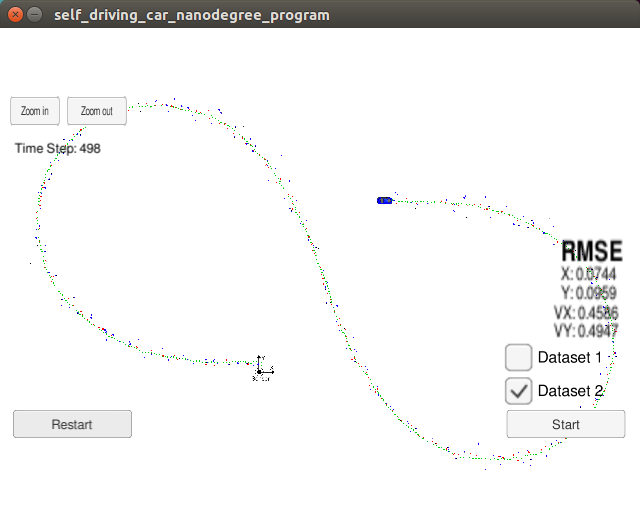 self_driving_car_nanodegree_program
Zoom in
Zoom out
Time Step: 498
RMSE
X: 0.0744
Y: 0.0959
VX: 0.4586
VY: 0.4947
Dataset 1
Dataset 2
Restart
Start